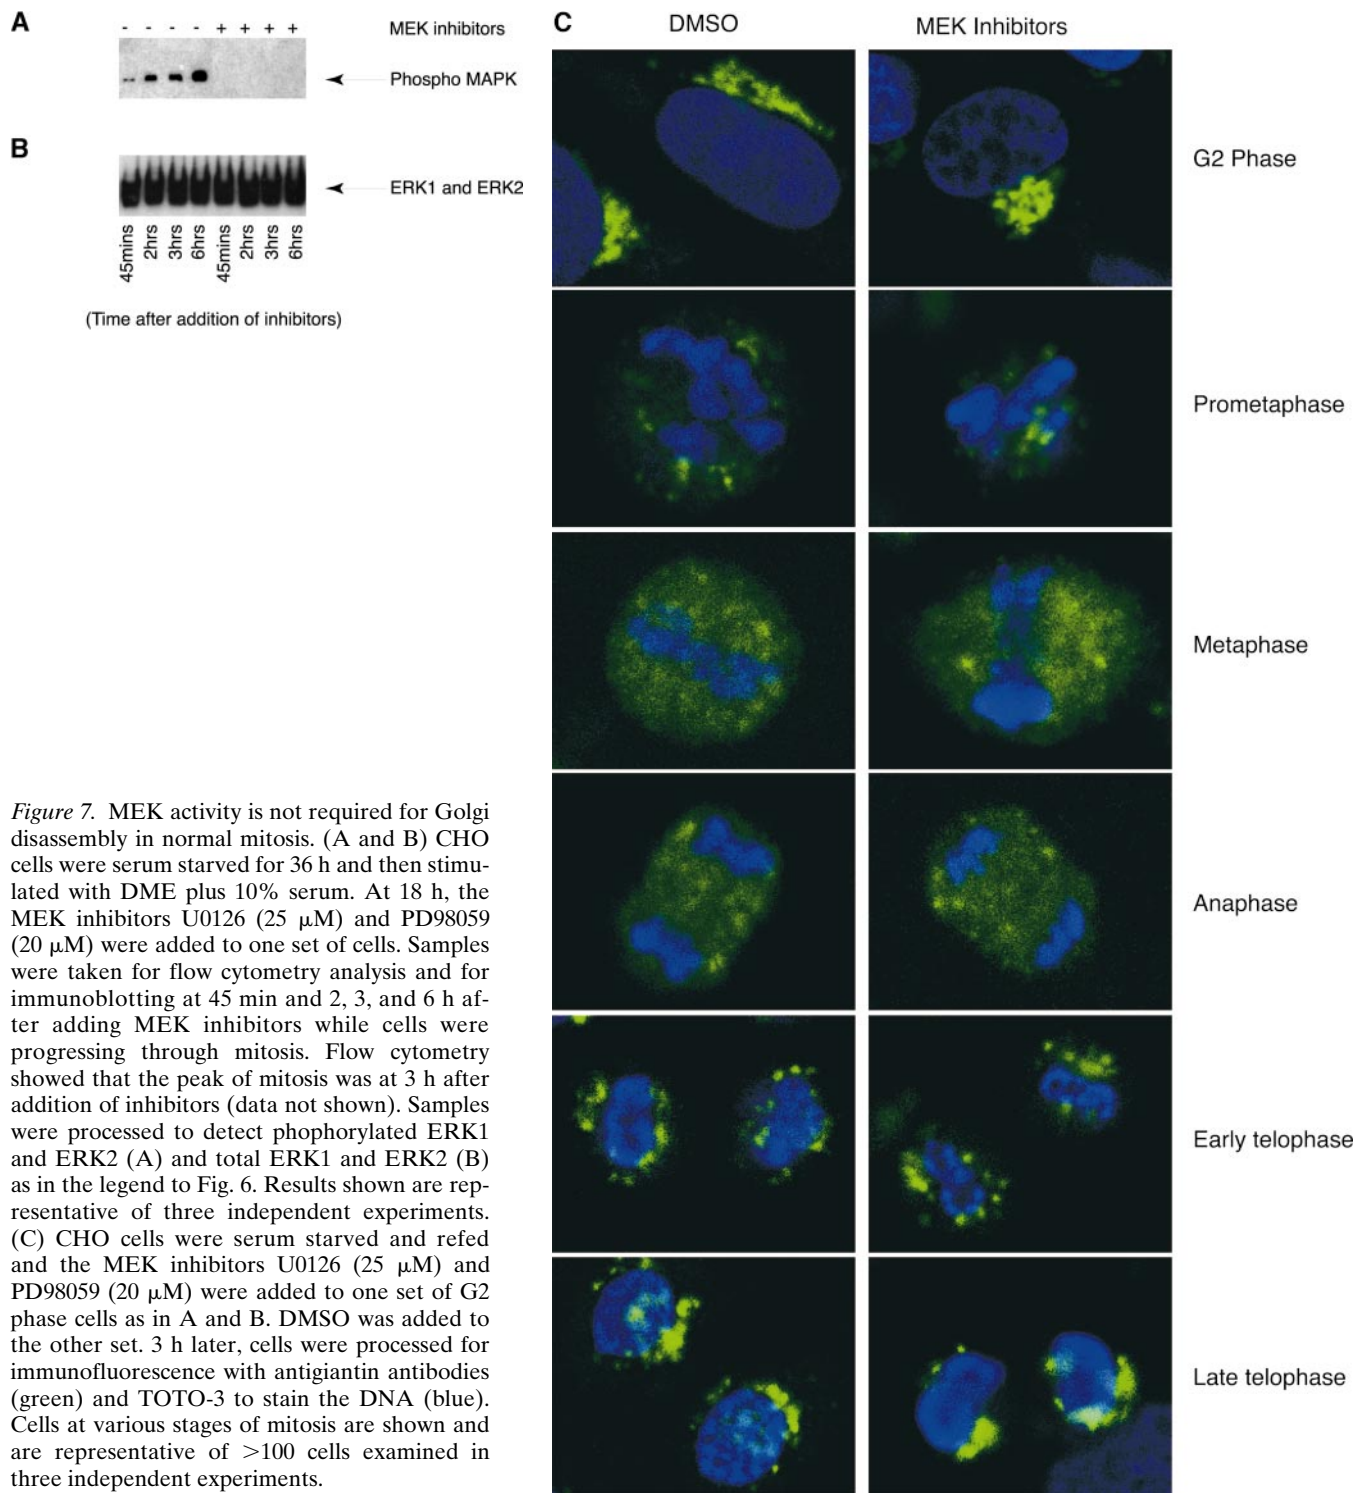 A
- - - - + + + +
MEK inhibitors
Phospho MAPK
B
ERK1 and ERK2
45mins 2hrs 3hrs 6hrs 45mins 2hrs 3hrs 6hrs
(Time after addition of inhibitors)
C
DMSO
MEK Inhibitors
G2 Phase
Prometaphase
Metaphase
Anaphase
Early telophase
Late telophase
Figure 7. MEK activity is not required for Golgi
disassembly in normal mitosis. (A and B) CHO
cells were serum starved for 36 h and then stimu-
lated with DME plus 10% serum. At 18 h, the
MEK inhibitors U0126 (25 μM) and PD98059
(20 μM) were added to one set of cells. Samples
were taken for flow cytometry analysis and for
immunoblotting at 45 min and 2, 3, and 6 h af-
ter adding MEK inhibitors while cells were
progressing through mitosis. Flow cytometry
showed that the peak of mitosis was at 3 h after
addition of inhibitors (data not shown). Samples
were processed to detect phophorylated ERK1
and ERK2 (A) and total ERK1 and ERK2 (B)
as in the legend to Fig. 6. Results shown are rep-
resentative of three independent experiments.
(C) CHO cells were serum starved and refed
and the MEK inhibitors U0126 (25 μM) and
PD98059 (20 μM) were added to one set of G2
phase cells as in A and B. DMSO was added to
the other set. 3 h later, cells were processed for
immunofluorescence with antigiantin antibodies
(green) and TOTO-3 to stain the DNA (blue).
Cells at various stages of mitosis are shown and
are representative of >100 cells examined in
three independent experiments.